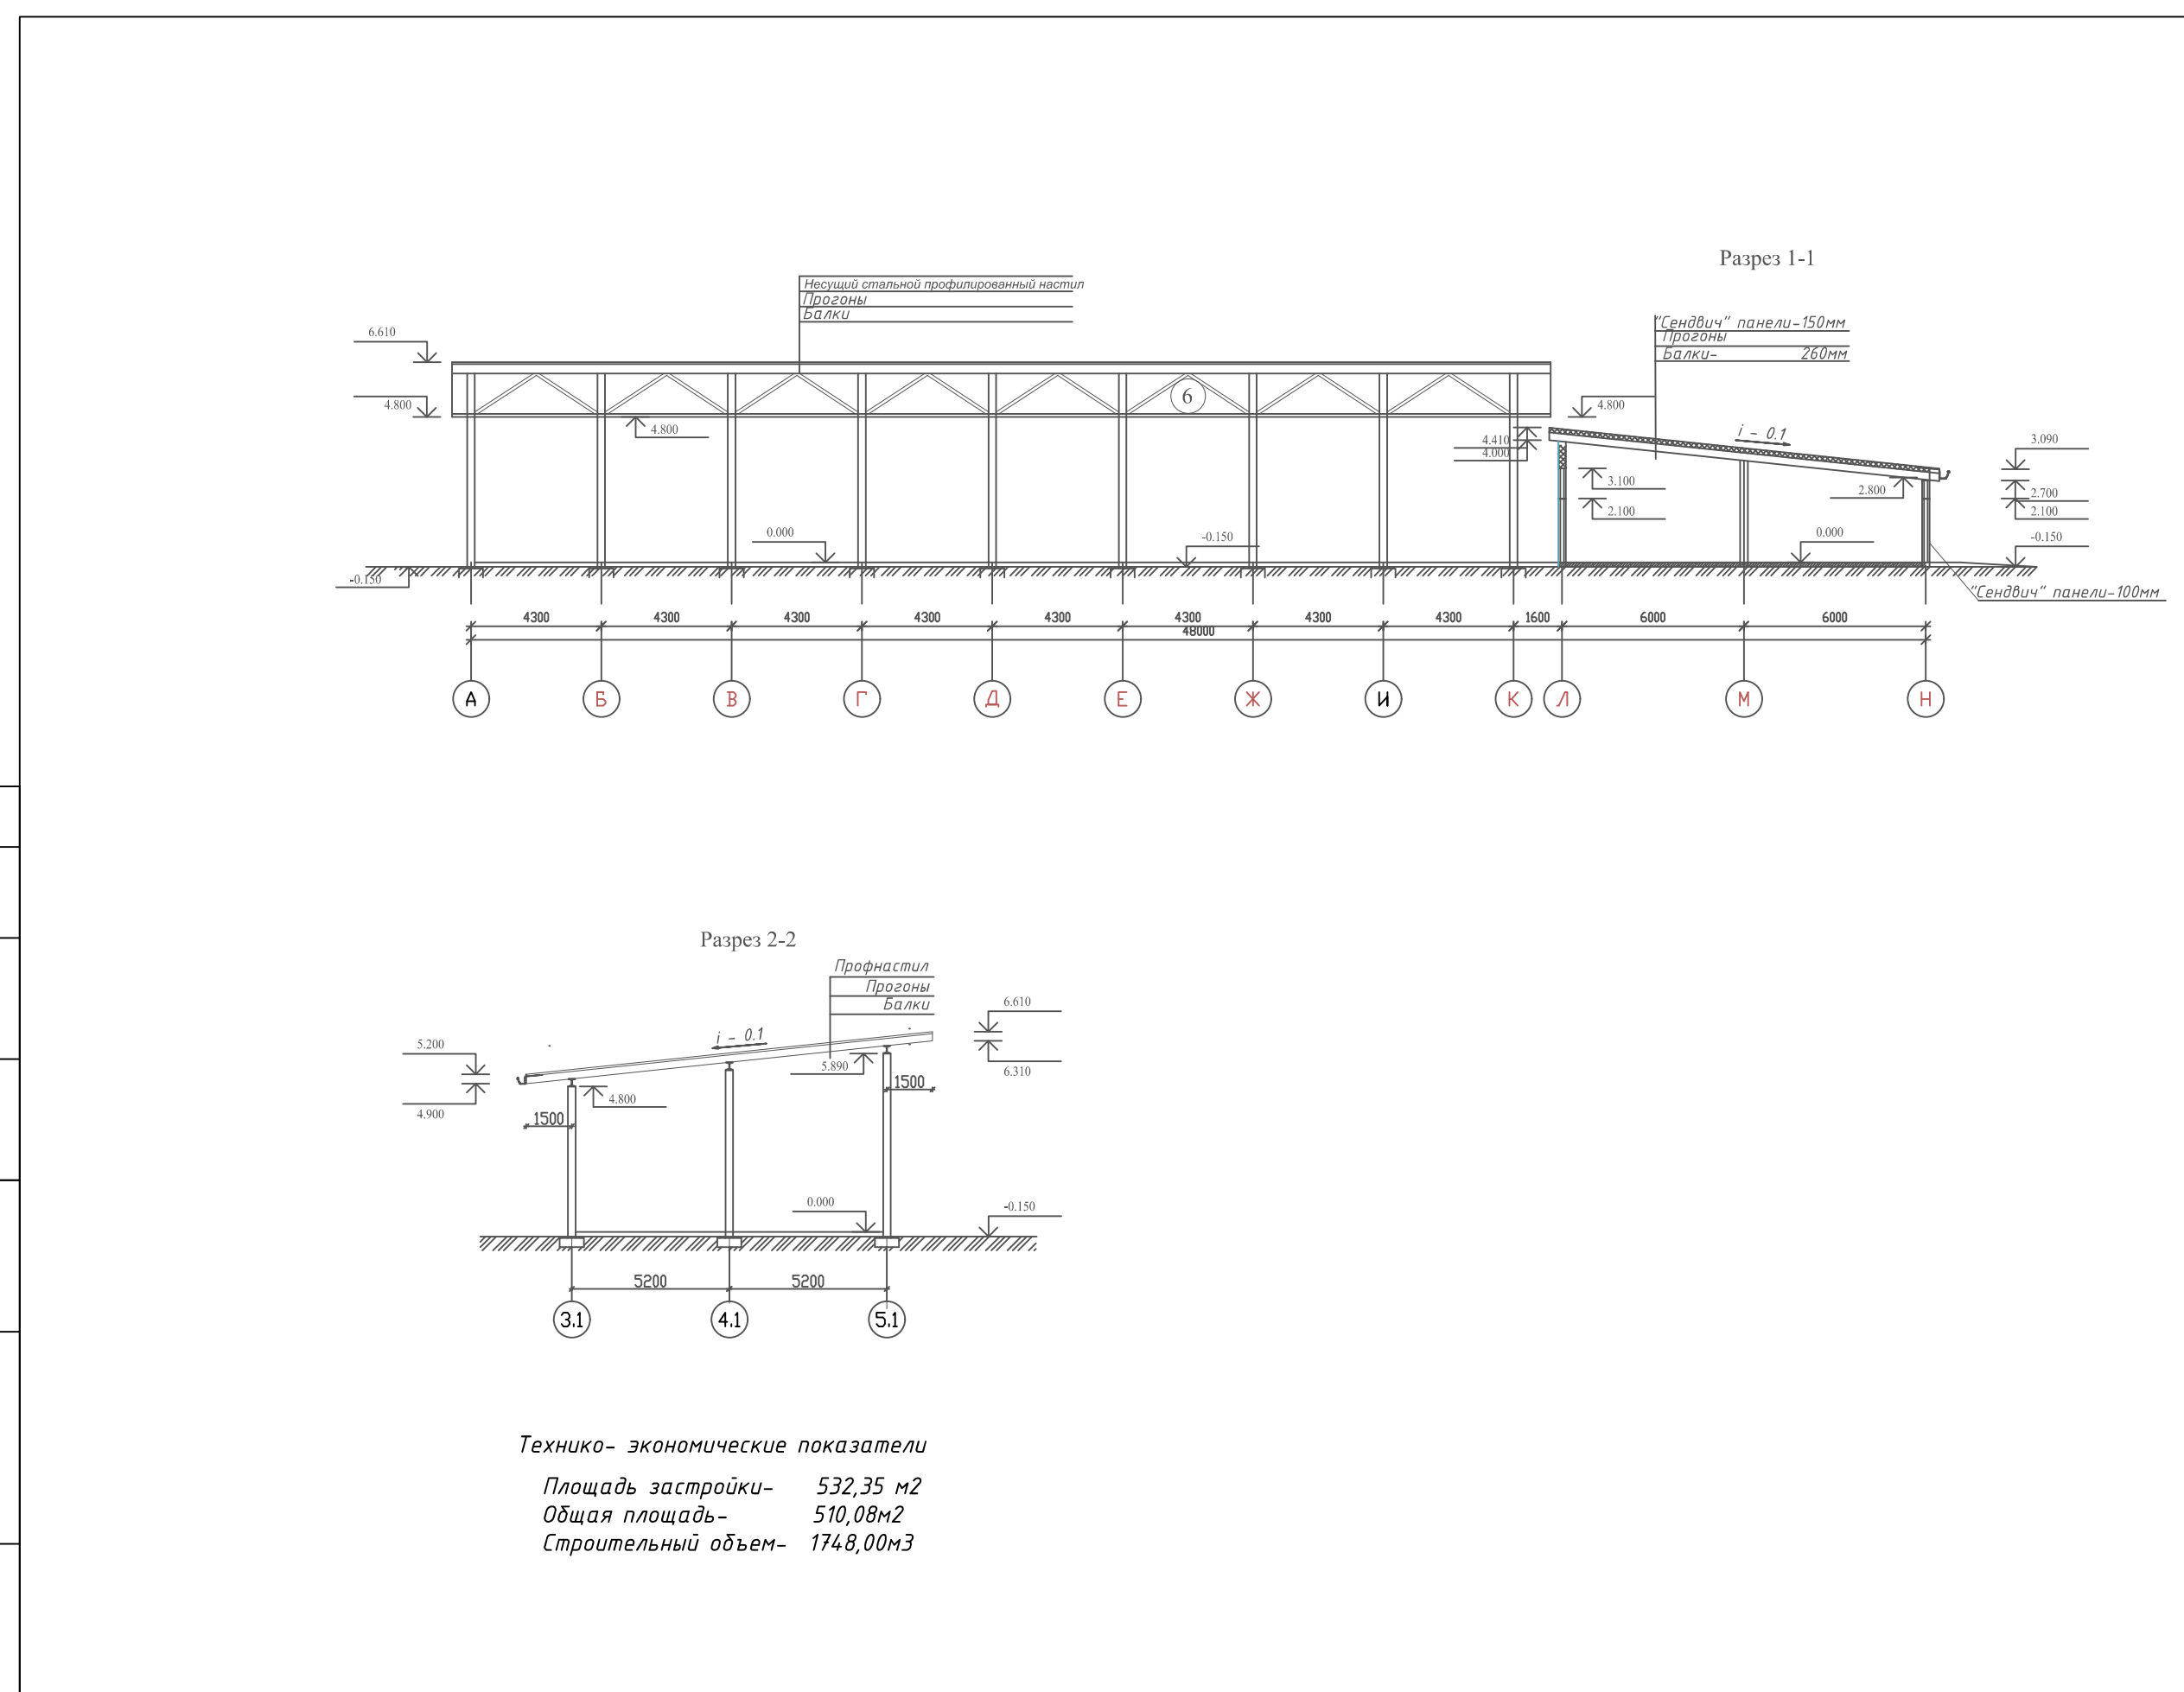 Разрез 1-1
Несущий стальной профилированный настил
Прогоны
Балки
"Сендвич" панели-150мм
Прогоны
Балки- 260мм
6.610
4.800
4.800
6
4.800
4.410
4.000
i - 0.1
3.090
3.100
2.100
2.800
2.700
2.100
0.000
-0.150
0.000
-0.150
-0.150
"Сендвич" панели-100мм
4300 4300 4300 4300 4300 4300 4300 4300 1600 6000 6000
48000
А Б В Г Д Е Ж И К Л М Н
Разрез 2-2
Профнастил
Прогоны
Балки
i - 0.1
5.200
4.900
6.610
6.310
5.890
4.800
1500
1500
0.000
-0.150
5200 5200
3.1 4.1 5.1
Технико- экономические показатели
Площадь застройки- 532,35 м2
Общая площадь- 510,08м2
Строительный объем- 1748,00м3